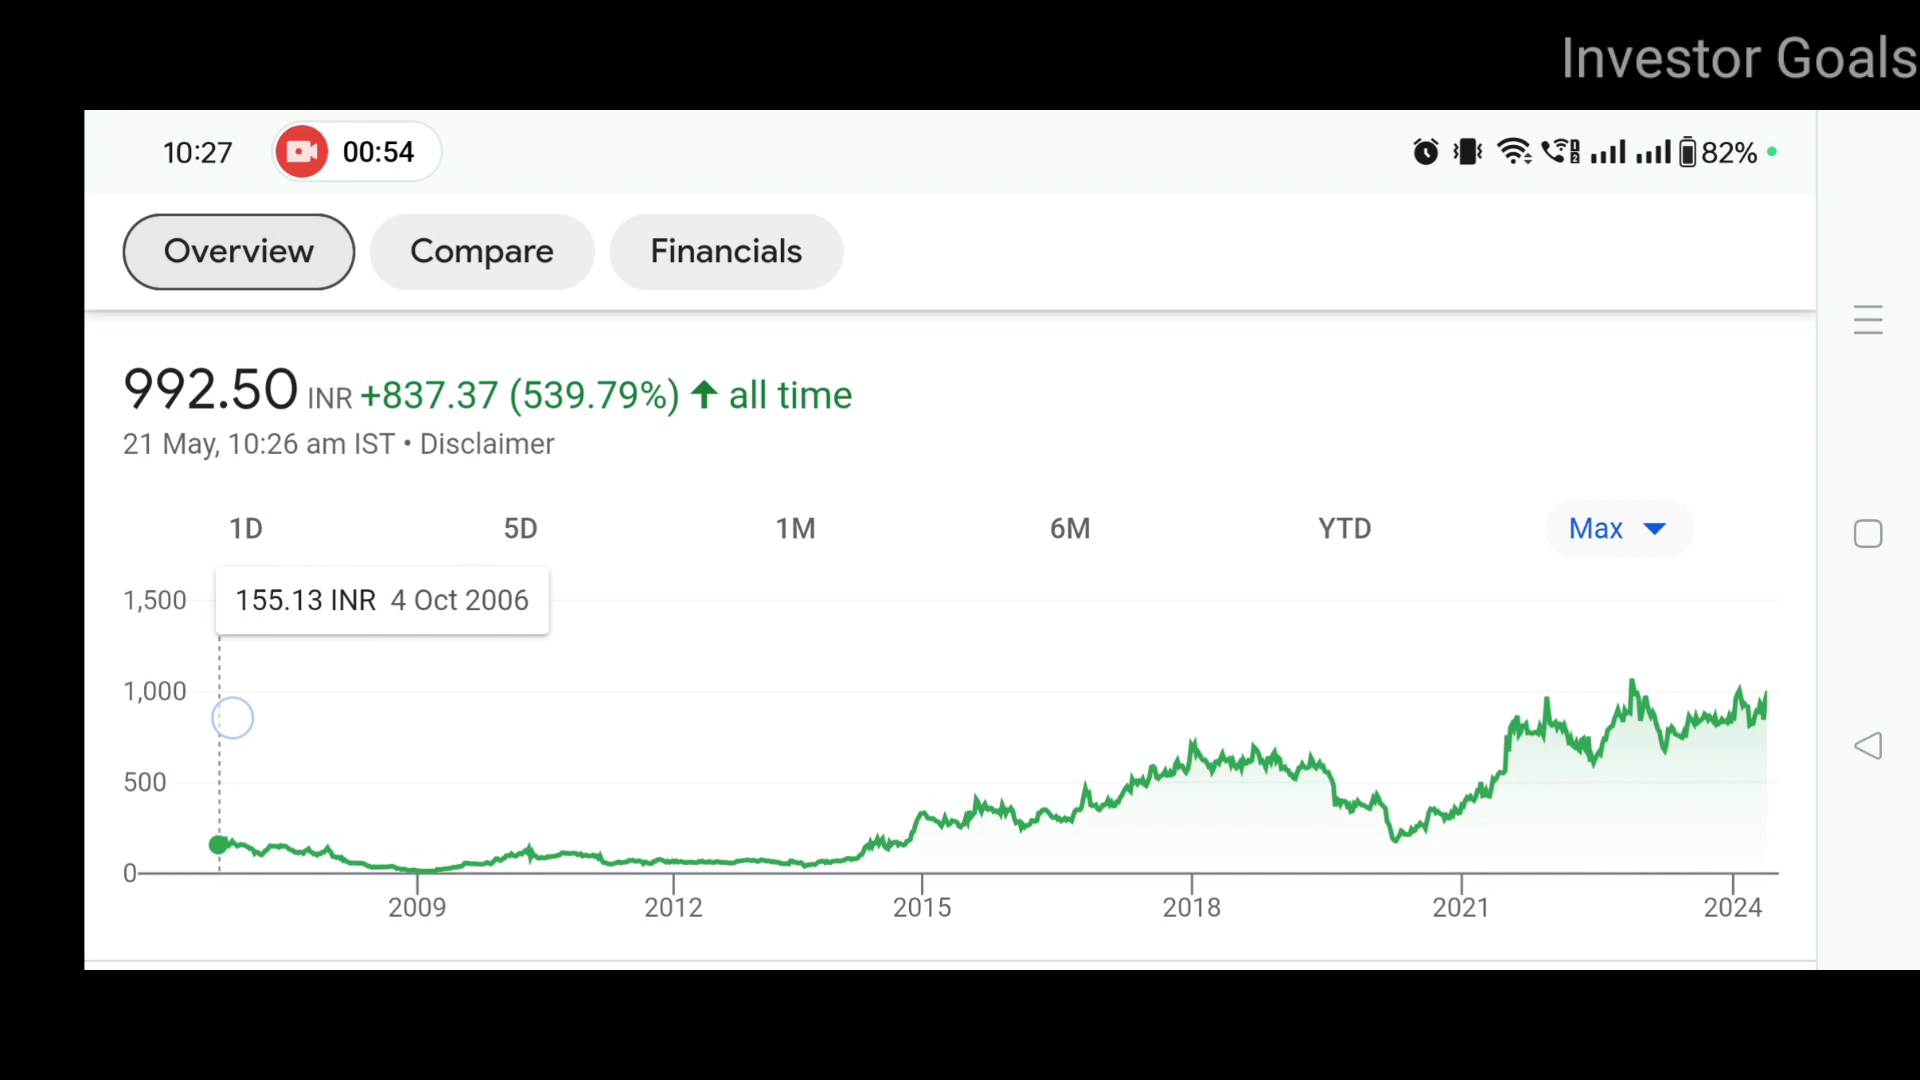 Investor Goals
10:27 00:54 82%
Overview Compare Financials
992.50 INR +837.37 (539.79%) all time
21 May, 10:26 am IST • Disclaimer
1D 5D 1M 6M YTD Max
155.13 INR 4 Oct 2006
1,500
1,000
500
0
2009 2012 2015 2018 2021 2024